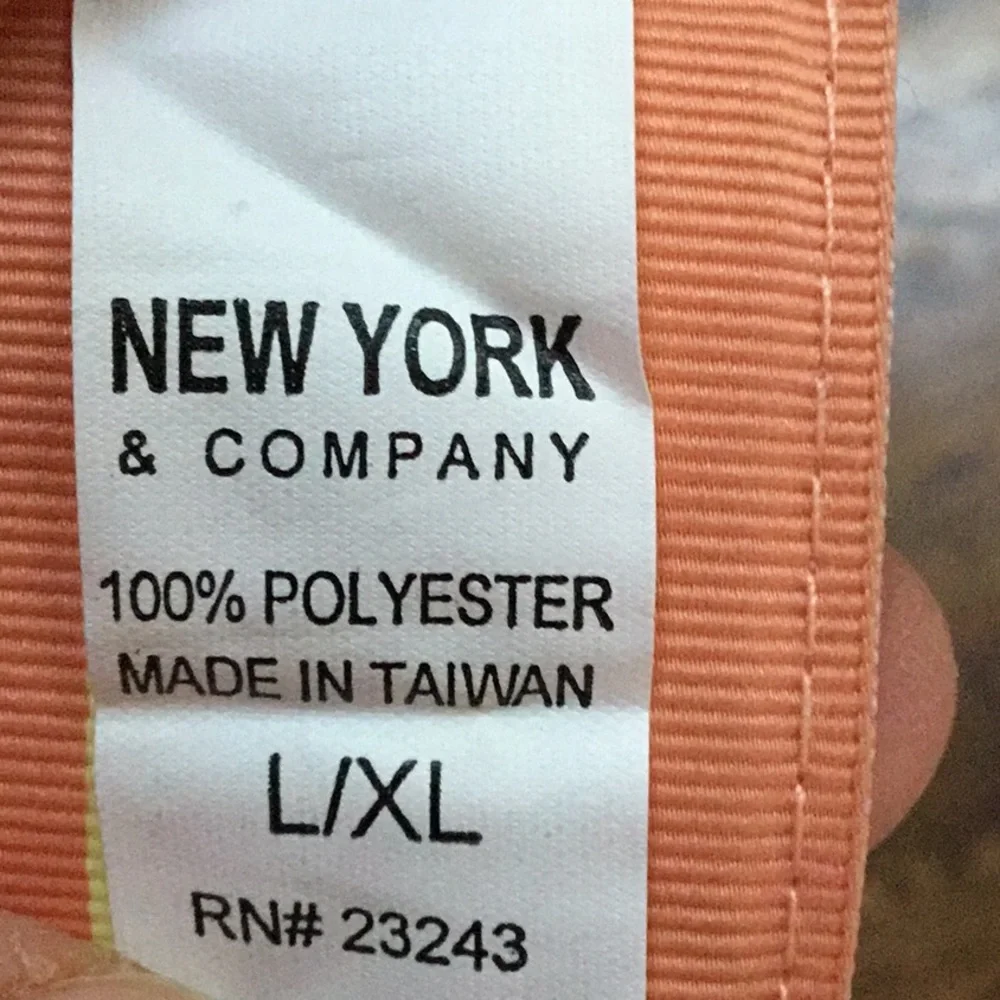 NEW YORK
& COMPANY
100% POLYESTER
MADE IN TAIWAN
L/XL
RN# 23243